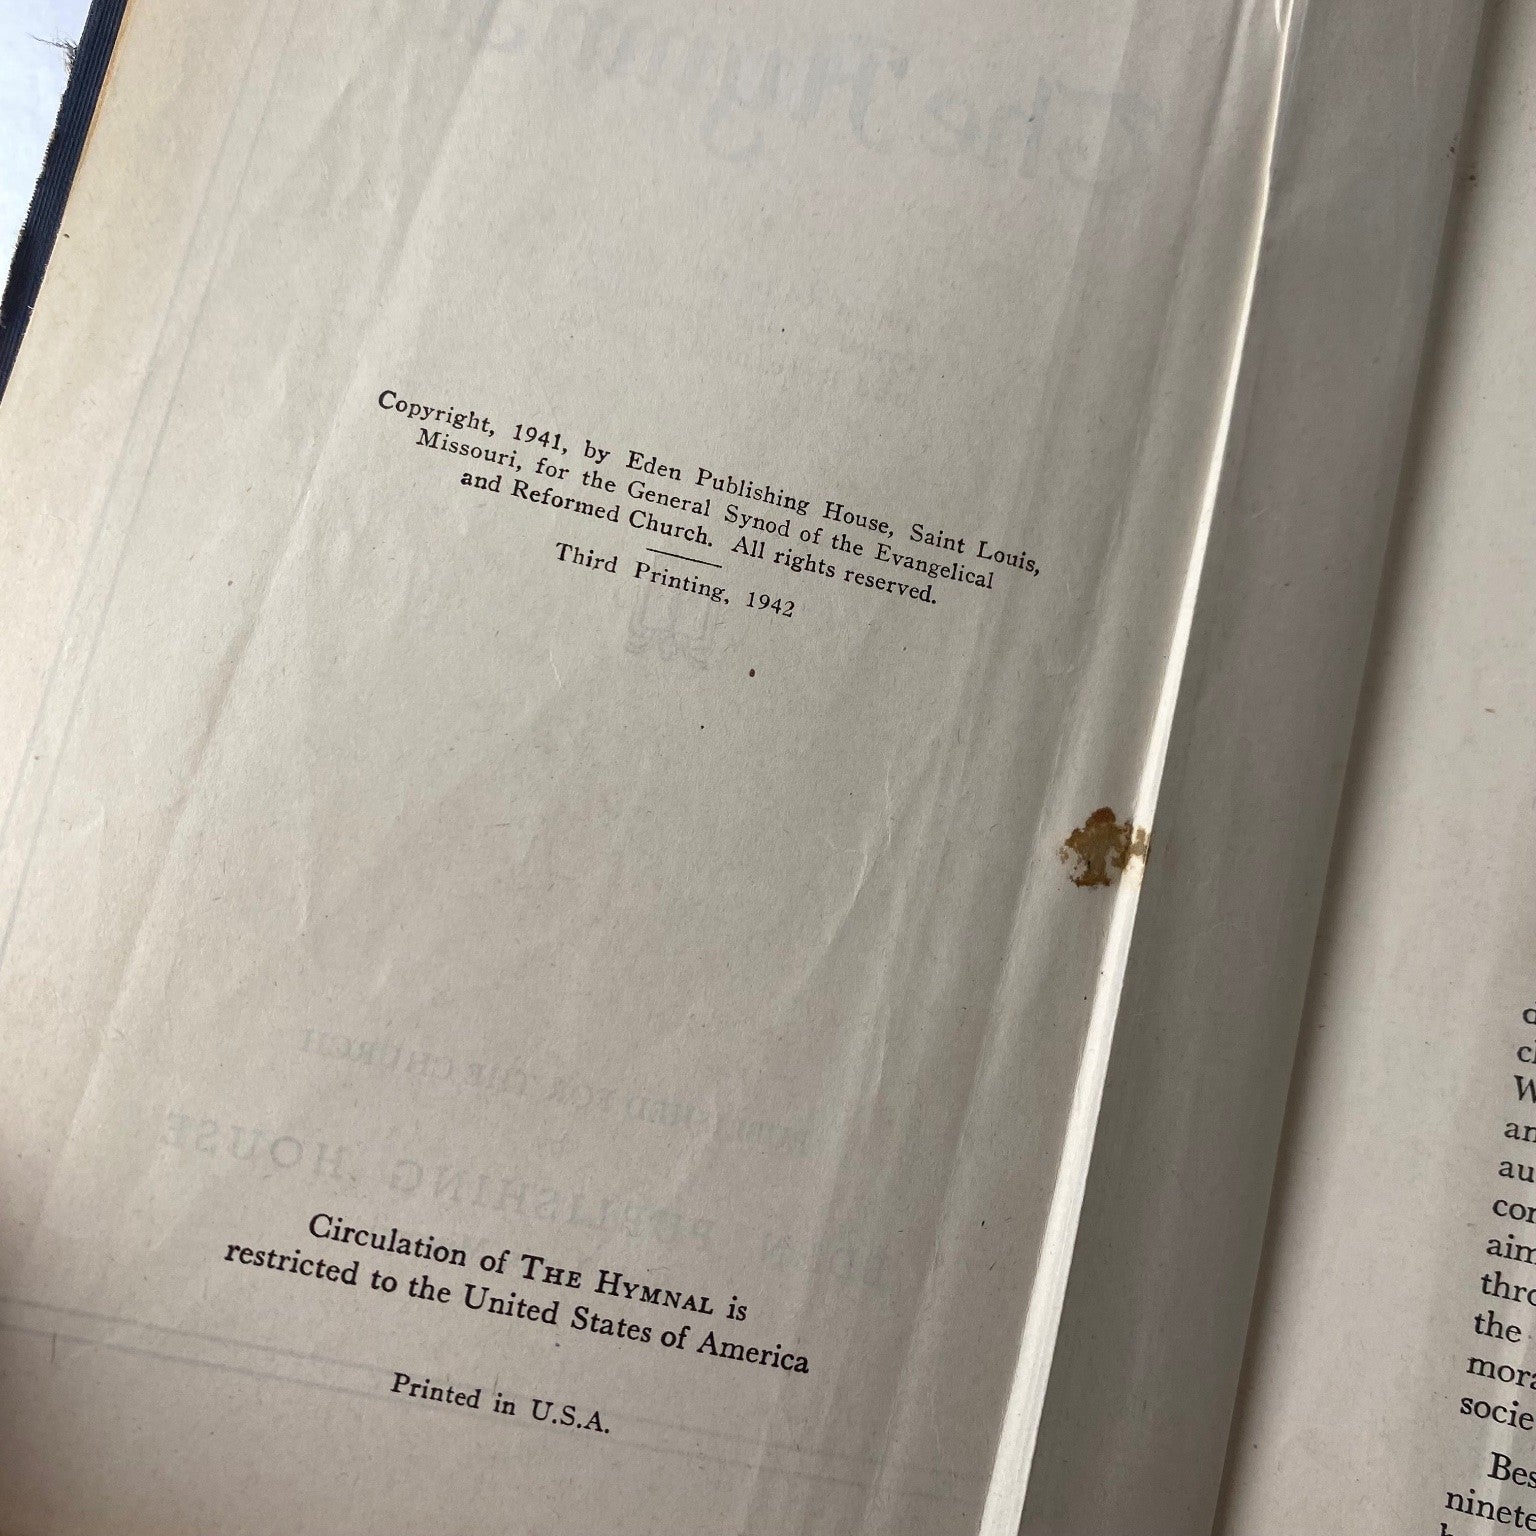 Copyright, 1941, by Eden Publishing House, Saint Louis,
Missouri, for the General Synod of the Evangelical
and Reformed Church. All rights reserved.
Third Printing, 1942
Circulation of THE HYMNAL is
restricted to the United States of America
Printed in U.S.A.
the